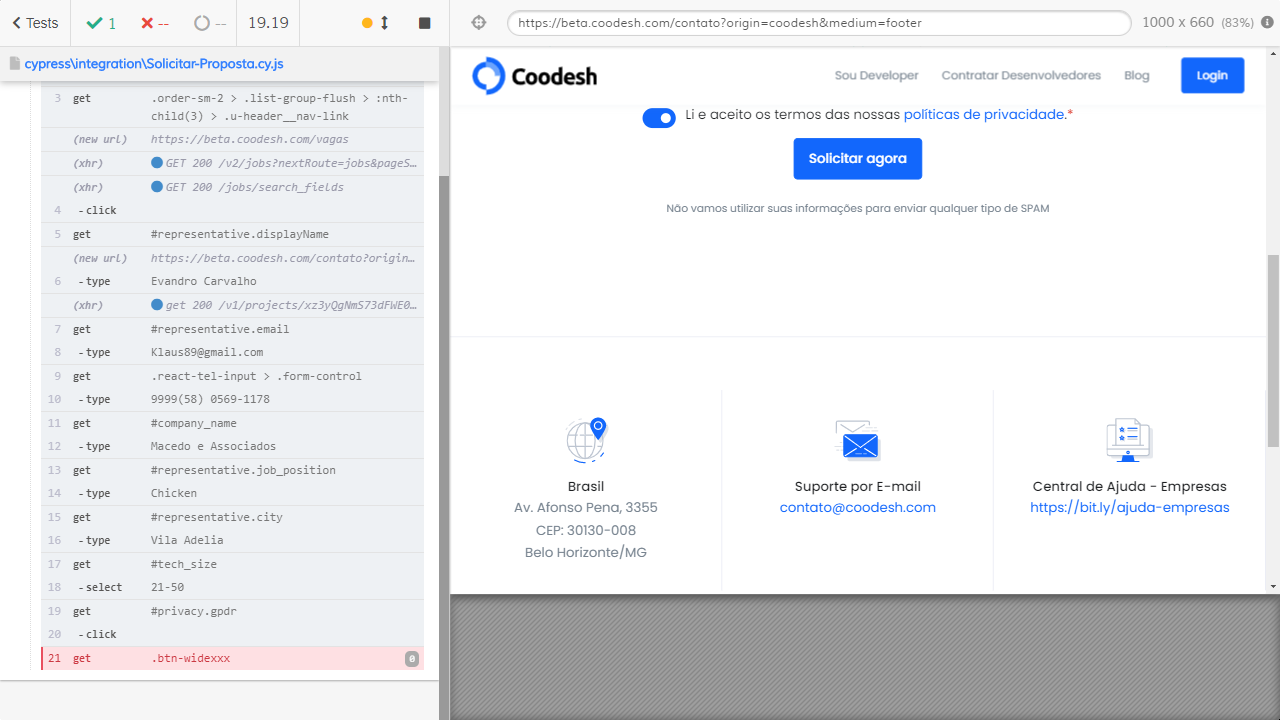 Tests
1
--
--
19.19
https://beta.coodesh.com/contato?origin=coodesh&medium=footer
1000 x 660 (83%)
cypress\integration\Solicitar-Proposta.cy.js
3 get .order-sm-2 > .list-group-flush > :nth-
child(3) > .u-header__nav-link
(new url) https://beta.coodesh.com/vagas
(xhr) GET 200 /v2/jobs?nextRoute=jobs&pageS…
(xhr) GET 200 /jobs/search_fields
4 -click
5 get #representative.displayName
(new url) https://beta.coodesh.com/contato?origin…
6 -type Evandro Carvalho
(xhr) get 200 /v1/projects/xz3yQgNmS73dFWE0…
7 get #representative.email
8 -type Klaus89@gmail.com
9 get .react-tel-input > .form-control
10 -type 9999(58) 0569-1178
11 get #company_name
12 -type Macedo e Associados
13 get #representative.job_position
14 -type Chicken
15 get #representative.city
16 -type Vila Adelia
17 get #tech_size
18 -select 21-50
19 get #privacy.gpdr
20 -click
21 get .btn-widexxx 0
Coodesh
Sou Developer
Contratar Desenvolvedores
Blog
Login
Li e aceito os termos das nossas políticas de privacidade.*
Solicitar agora
Não vamos utilizar suas informações para enviar qualquer tipo de SPAM
Brasil
Av. Afonso Pena, 3355
CEP: 30130-008
Belo Horizonte/MG
Suporte por E-mail
contato@coodesh.com
Central de Ajuda - Empresas
https://bit.ly/ajuda-empresas